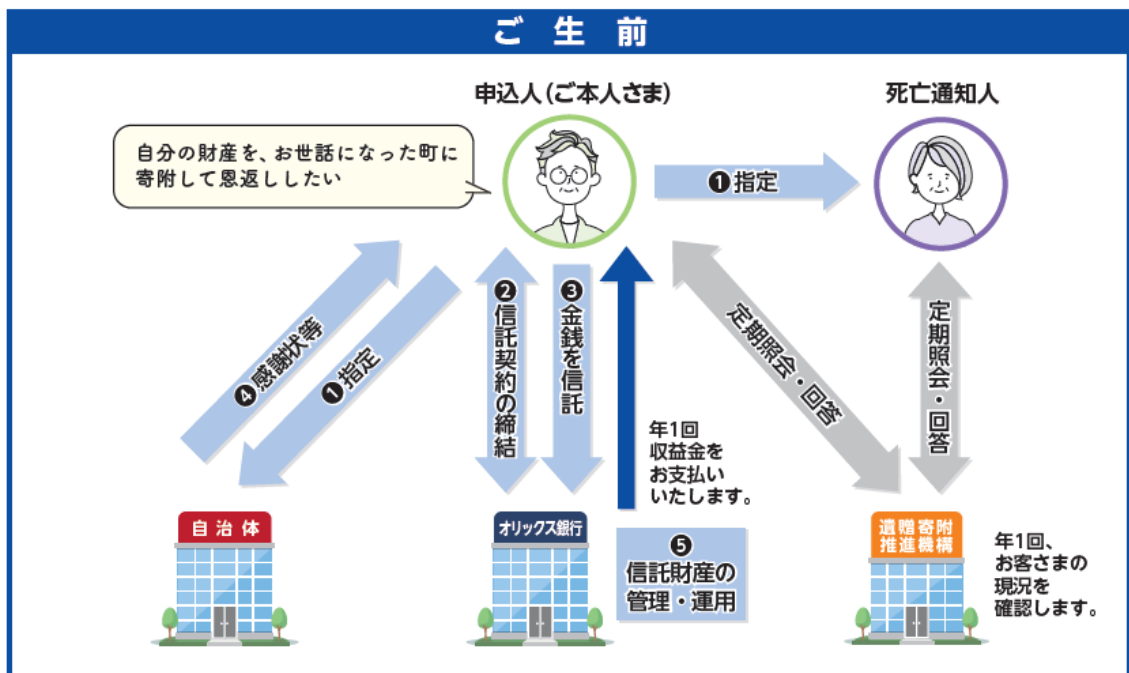 ご生前
申込人(ご本人さま)
死亡通知人
自分の財産を、お世話になった町に
寄附して恩返ししたい
❶指定
❹感謝状等
❶指定
❷信託契約の締結
❸金銭を信託
年1回
収益金を
お支払い
いたします。
定期照会・回答
定期照会・回答
自治体
オリックス銀行
❺
信託財産の
管理・運用
遺贈寄附
推進機構
年1回、
お客さまの
現況を
確認します。